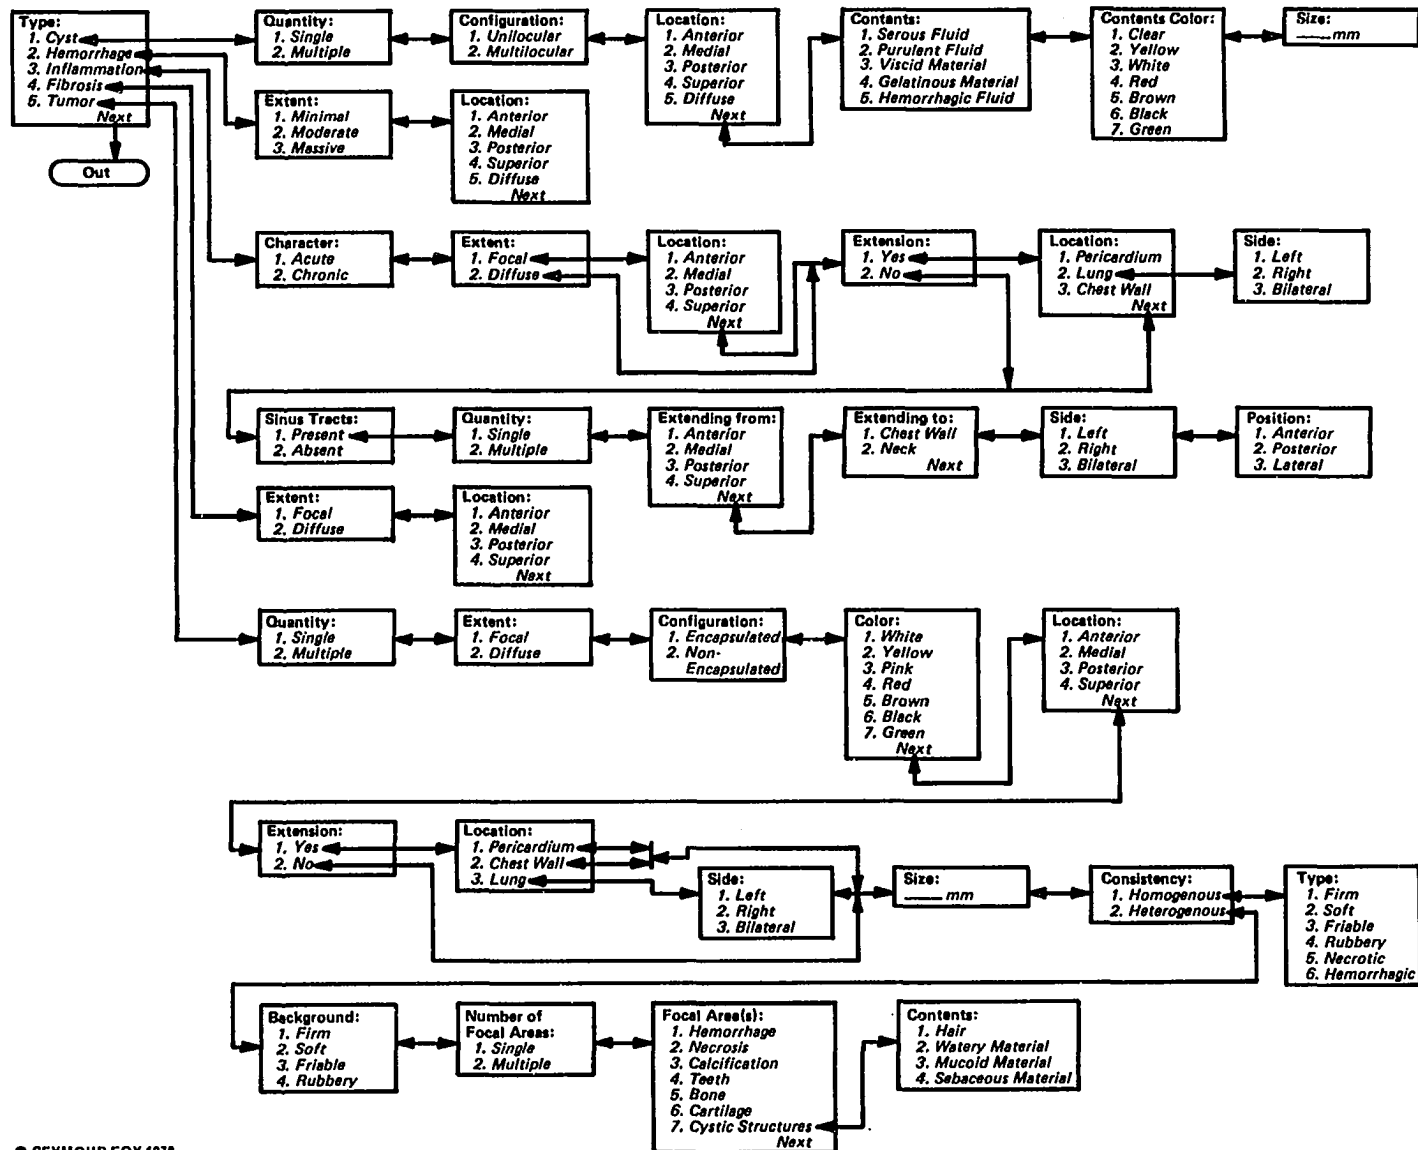 Type:
1. Cyst
2. Hemorrhage
3. Inflammation
4. Fibrosis
5. Tumor
Next
Out
Quantity:
1. Single
2. Multiple
Configuration:
1. Unilocular
2. Multilocular
Location:
1. Anterior
2. Medial
3. Posterior
4. Superior
5. Diffuse
Next
Contents:
1. Serous Fluid
2. Purulent Fluid
3. Viscid Material
4. Gelatinous Material
5. Hemorrhagic Fluid
Contents Color:
1. Clear
2. Yellow
3. White
4. Red
5. Brown
6. Black
7. Green
Size:
____mm
Extent:
1. Minimal
2. Moderate
3. Massive
Location:
1. Anterior
2. Medial
3. Posterior
4. Superior
5. Diffuse
Next
Character:
1. Acute
2. Chronic
Extent:
1. Focal
2. Diffuse
Location:
1. Anterior
2. Medial
3. Posterior
4. Superior
Next
Extension:
1. Yes
2. No
Location:
1. Pericardium
2. Lung
3. Chest Wall
Next
Side:
1. Left
2. Right
3. Bilateral
Sinus Tracts:
1. Present
2. Absent
Quantity:
1. Single
2. Multiple
Extending from:
1. Anterior
2. Medial
3. Posterior
4. Superior
Next
Extending to:
1. Chest Wall
2. Neck
Next
Side:
1. Left
2. Right
3. Bilateral
Position:
1. Anterior
2. Posterior
3. Lateral
Extent:
1. Focal
2. Diffuse
Location:
1. Anterior
2. Medial
3. Posterior
4. Superior
Next
Quantity:
1. Single
2. Multiple
Extent:
1. Focal
2. Diffuse
Configuration:
1. Encapsulated
2. Non-
Encapsulated
Color:
1. White
2. Yellow
3. Pink
4. Red
5. Brown
6. Black
7. Green
Next
Location:
1. Anterior
2. Medial
3. Posterior
4. Superior
Next
Extension:
1. Yes
2. No
Location:
1. Pericardium
2. Chest Wall
3. Lung
Side:
1. Left
2. Right
3. Bilateral
Size:
____ mm
Consistency:
1. Homogenous
2. Heterogenous
Type:
1. Firm
2. Soft
3. Friable
4. Rubbery
5. Necrotic
6. Hemorrhagic
Background:
1. Firm
2. Soft
3. Friable
4. Rubbery
Number of
Focal Areas:
1. Single
2. Multiple
Focal Area(s):
1. Hemorrhage
2. Necrosis
3. Calcification
4. Teeth
5. Bone
6. Cartilage
7. Cystic Structures
Next
Contents:
1. Hair
2. Watery Material
3. Mucoid Material
4. Sebaceous Material